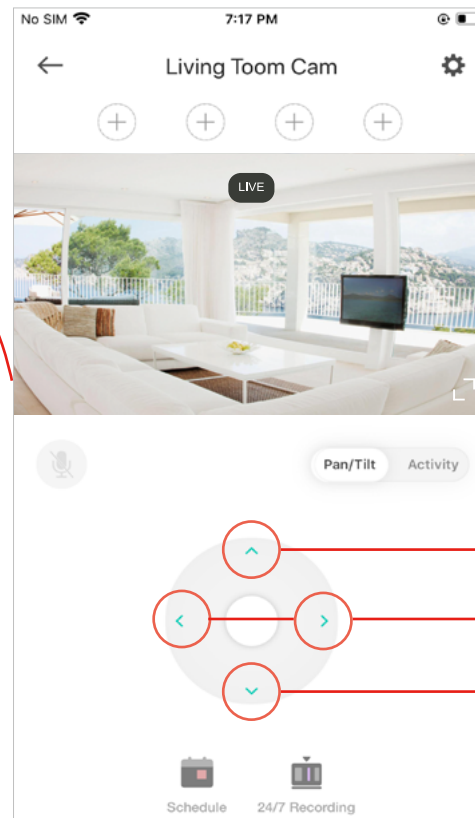 No SIM 7:17 PM
Living Toom Cam
LIVE
Pan/Tilt Activity
Schedule 24/7 Recording